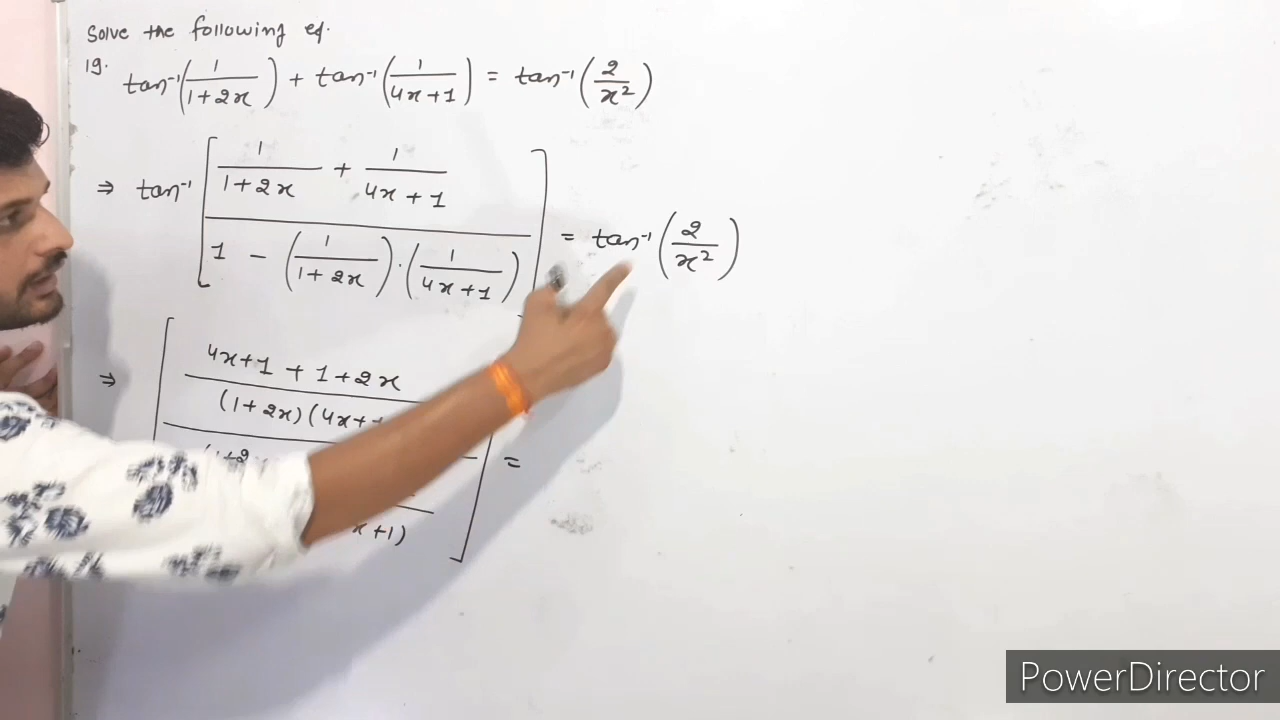 Solve the following eq.
19. tan⁻¹(1/(1+2x)) + tan⁻¹(1/(4x+1)) = tan⁻¹(2/x²)
⇒ tan⁻¹[(1/(1+2x) + 1/(4x+1))/(1 - (1/(1+2x))·(1/(4x+1)))] = tan⁻¹(2/x²)
⇒ [4x+1+1+2x
(1+2x)(4x+
(1+2
x+1)] =
PowerDirector